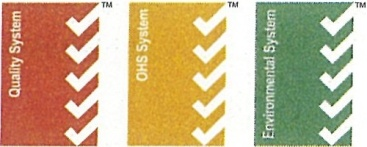 Quality System ™
OHS System ™
Environmental System ™